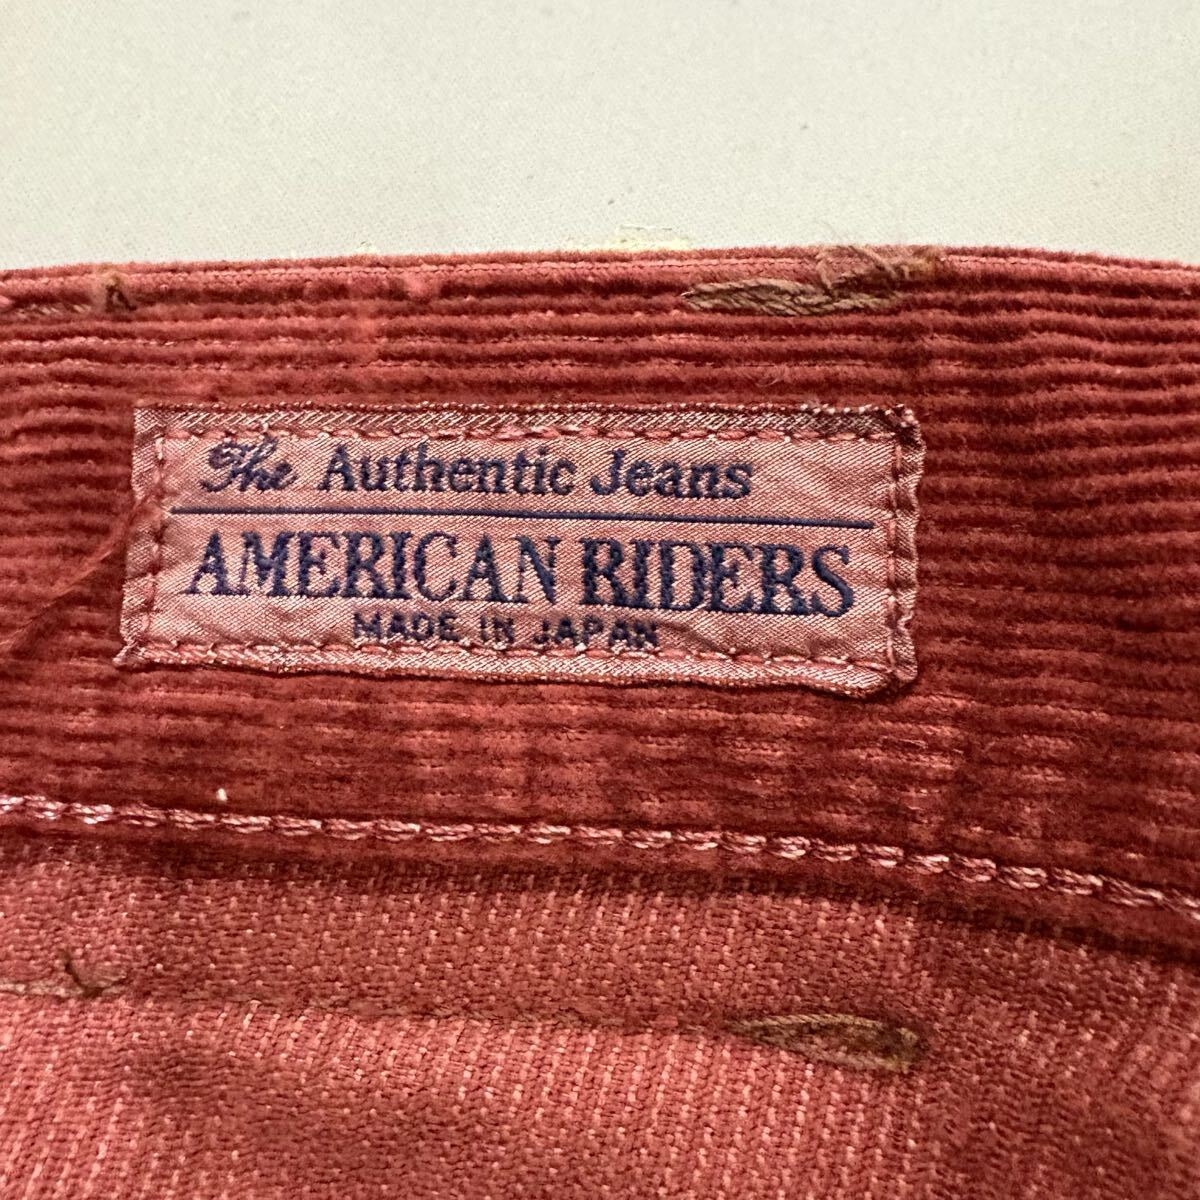 The Authentic Jeans
AMERICAN RIDERS
MADE IN JAPAN